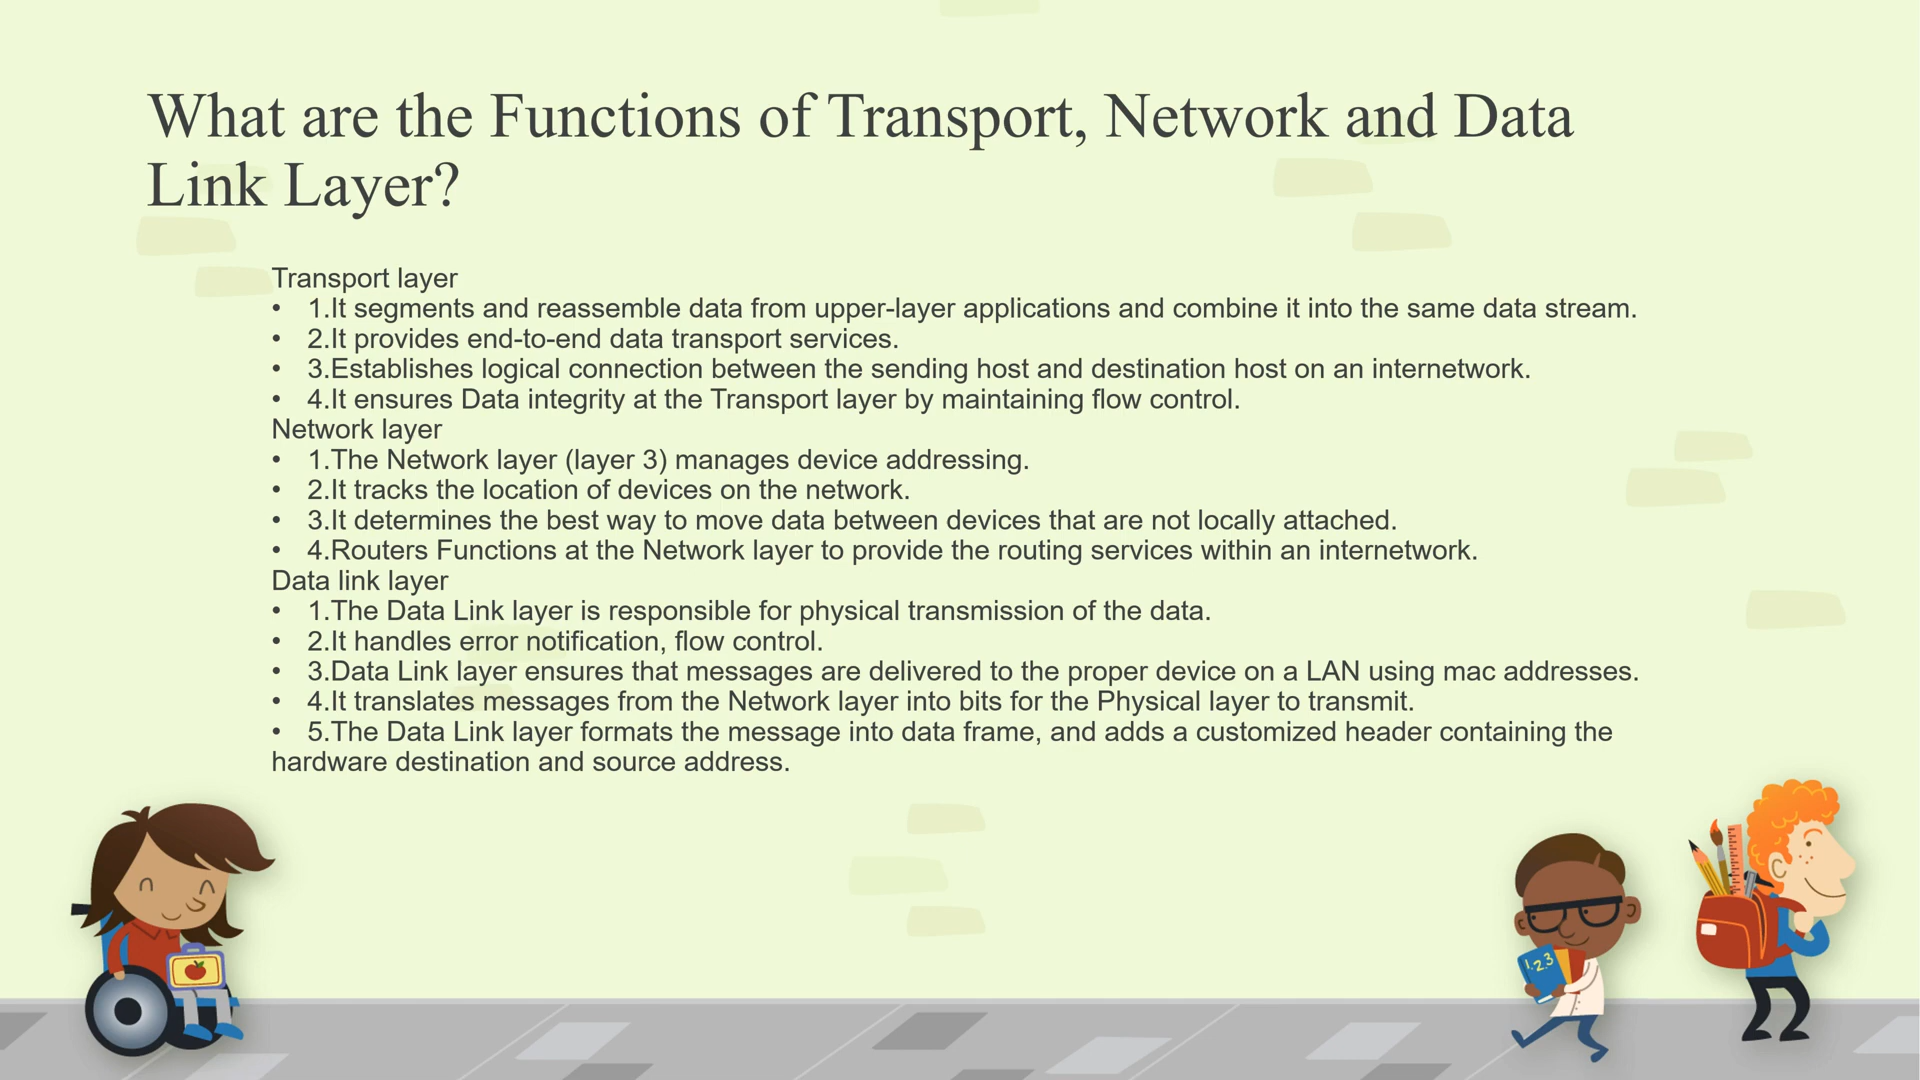 What are the Functions of Transport, Network and Data
Link Layer?
Transport layer
• 1.It segments and reassemble data from upper-layer applications and combine it into the same data stream.
• 2.It provides end-to-end data transport services.
• 3.Establishes logical connection between the sending host and destination host on an internetwork.
• 4.It ensures Data integrity at the Transport layer by maintaining flow control.
Network layer
• 1.The Network layer (layer 3) manages device addressing.
• 2.It tracks the location of devices on the network.
• 3.It determines the best way to move data between devices that are not locally attached.
• 4.Routers Functions at the Network layer to provide the routing services within an internetwork.
Data link layer
• 1.The Data Link layer is responsible for physical transmission of the data.
• 2.It handles error notification, flow control.
• 3.Data Link layer ensures that messages are delivered to the proper device on a LAN using mac addresses.
• 4.It translates messages from the Network layer into bits for the Physical layer to transmit.
• 5.The Data Link layer formats the message into data frame, and adds a customized header containing the
hardware destination and source address.
1.2.3